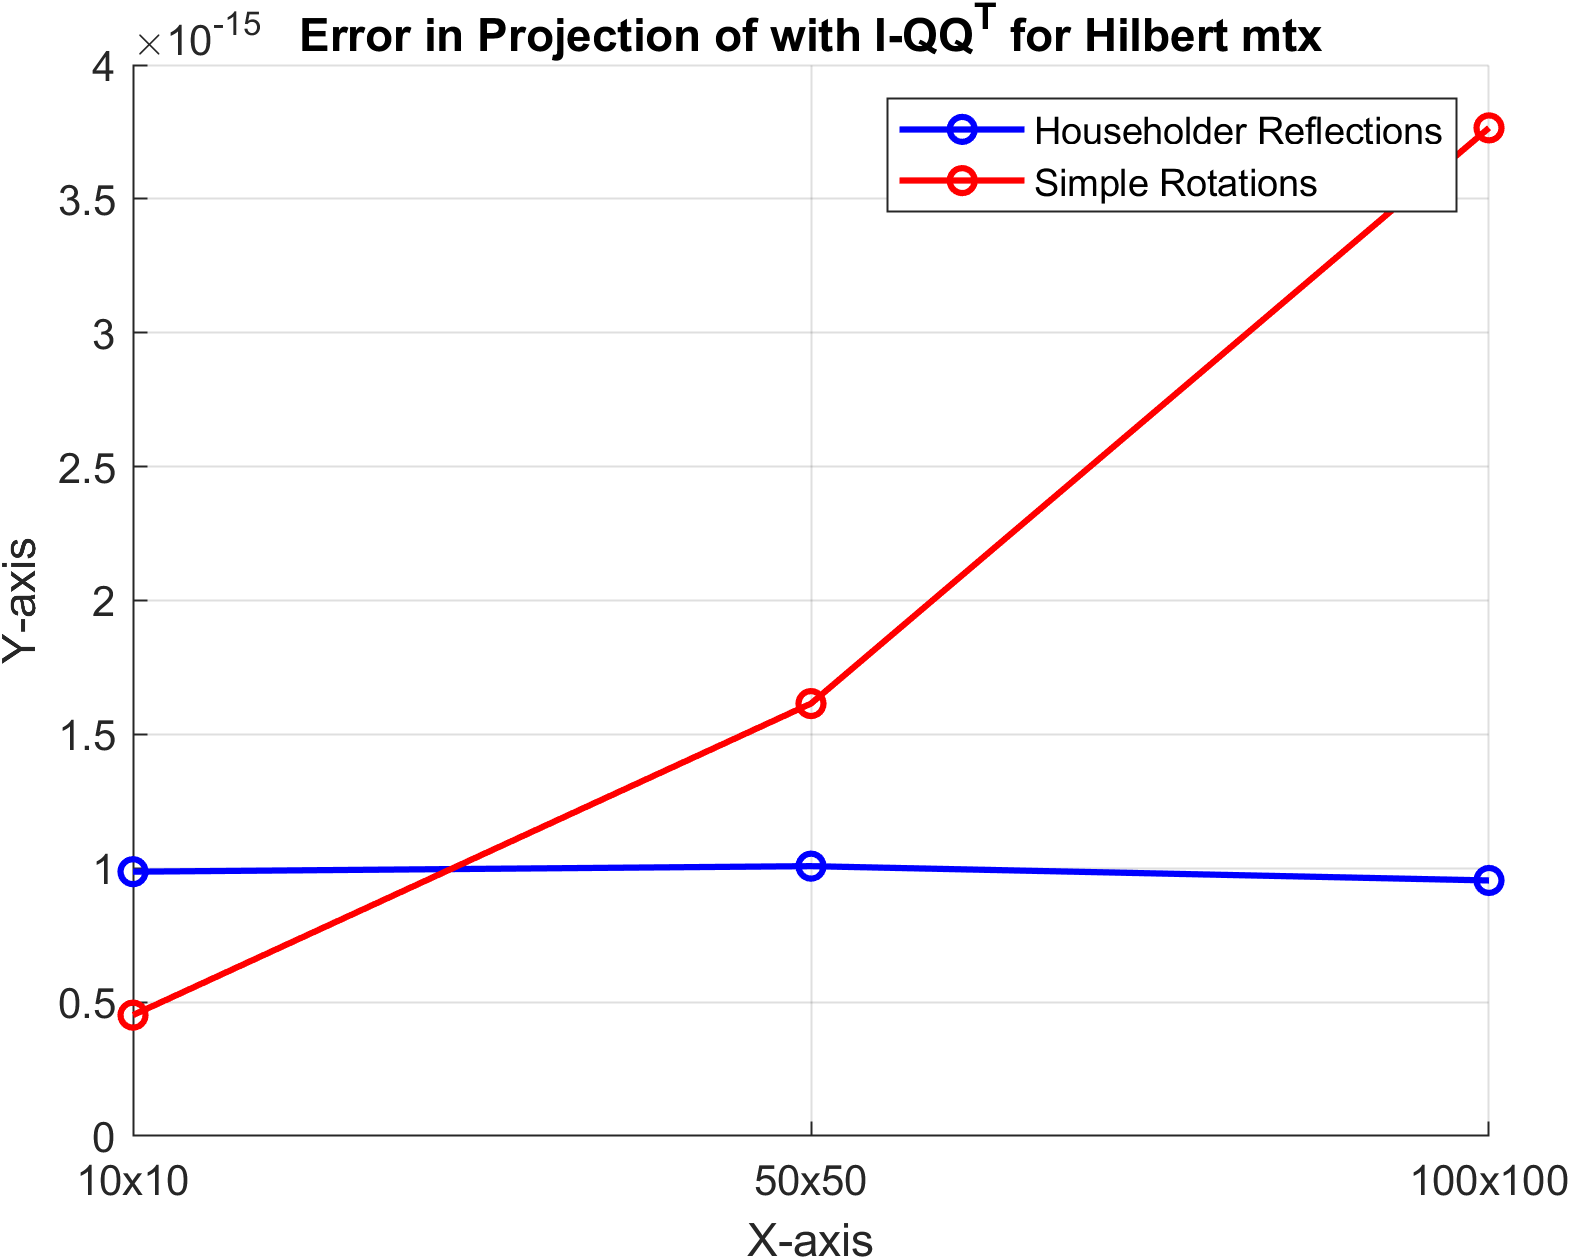 ×10-15
Error in Projection of with I-QQT for Hilbert mtx
4
3.5
3
2.5
2
1.5
1
0.5
0
Y-axis
Householder Reflections
Simple Rotations
10x10
50x50
100x100
X-axis